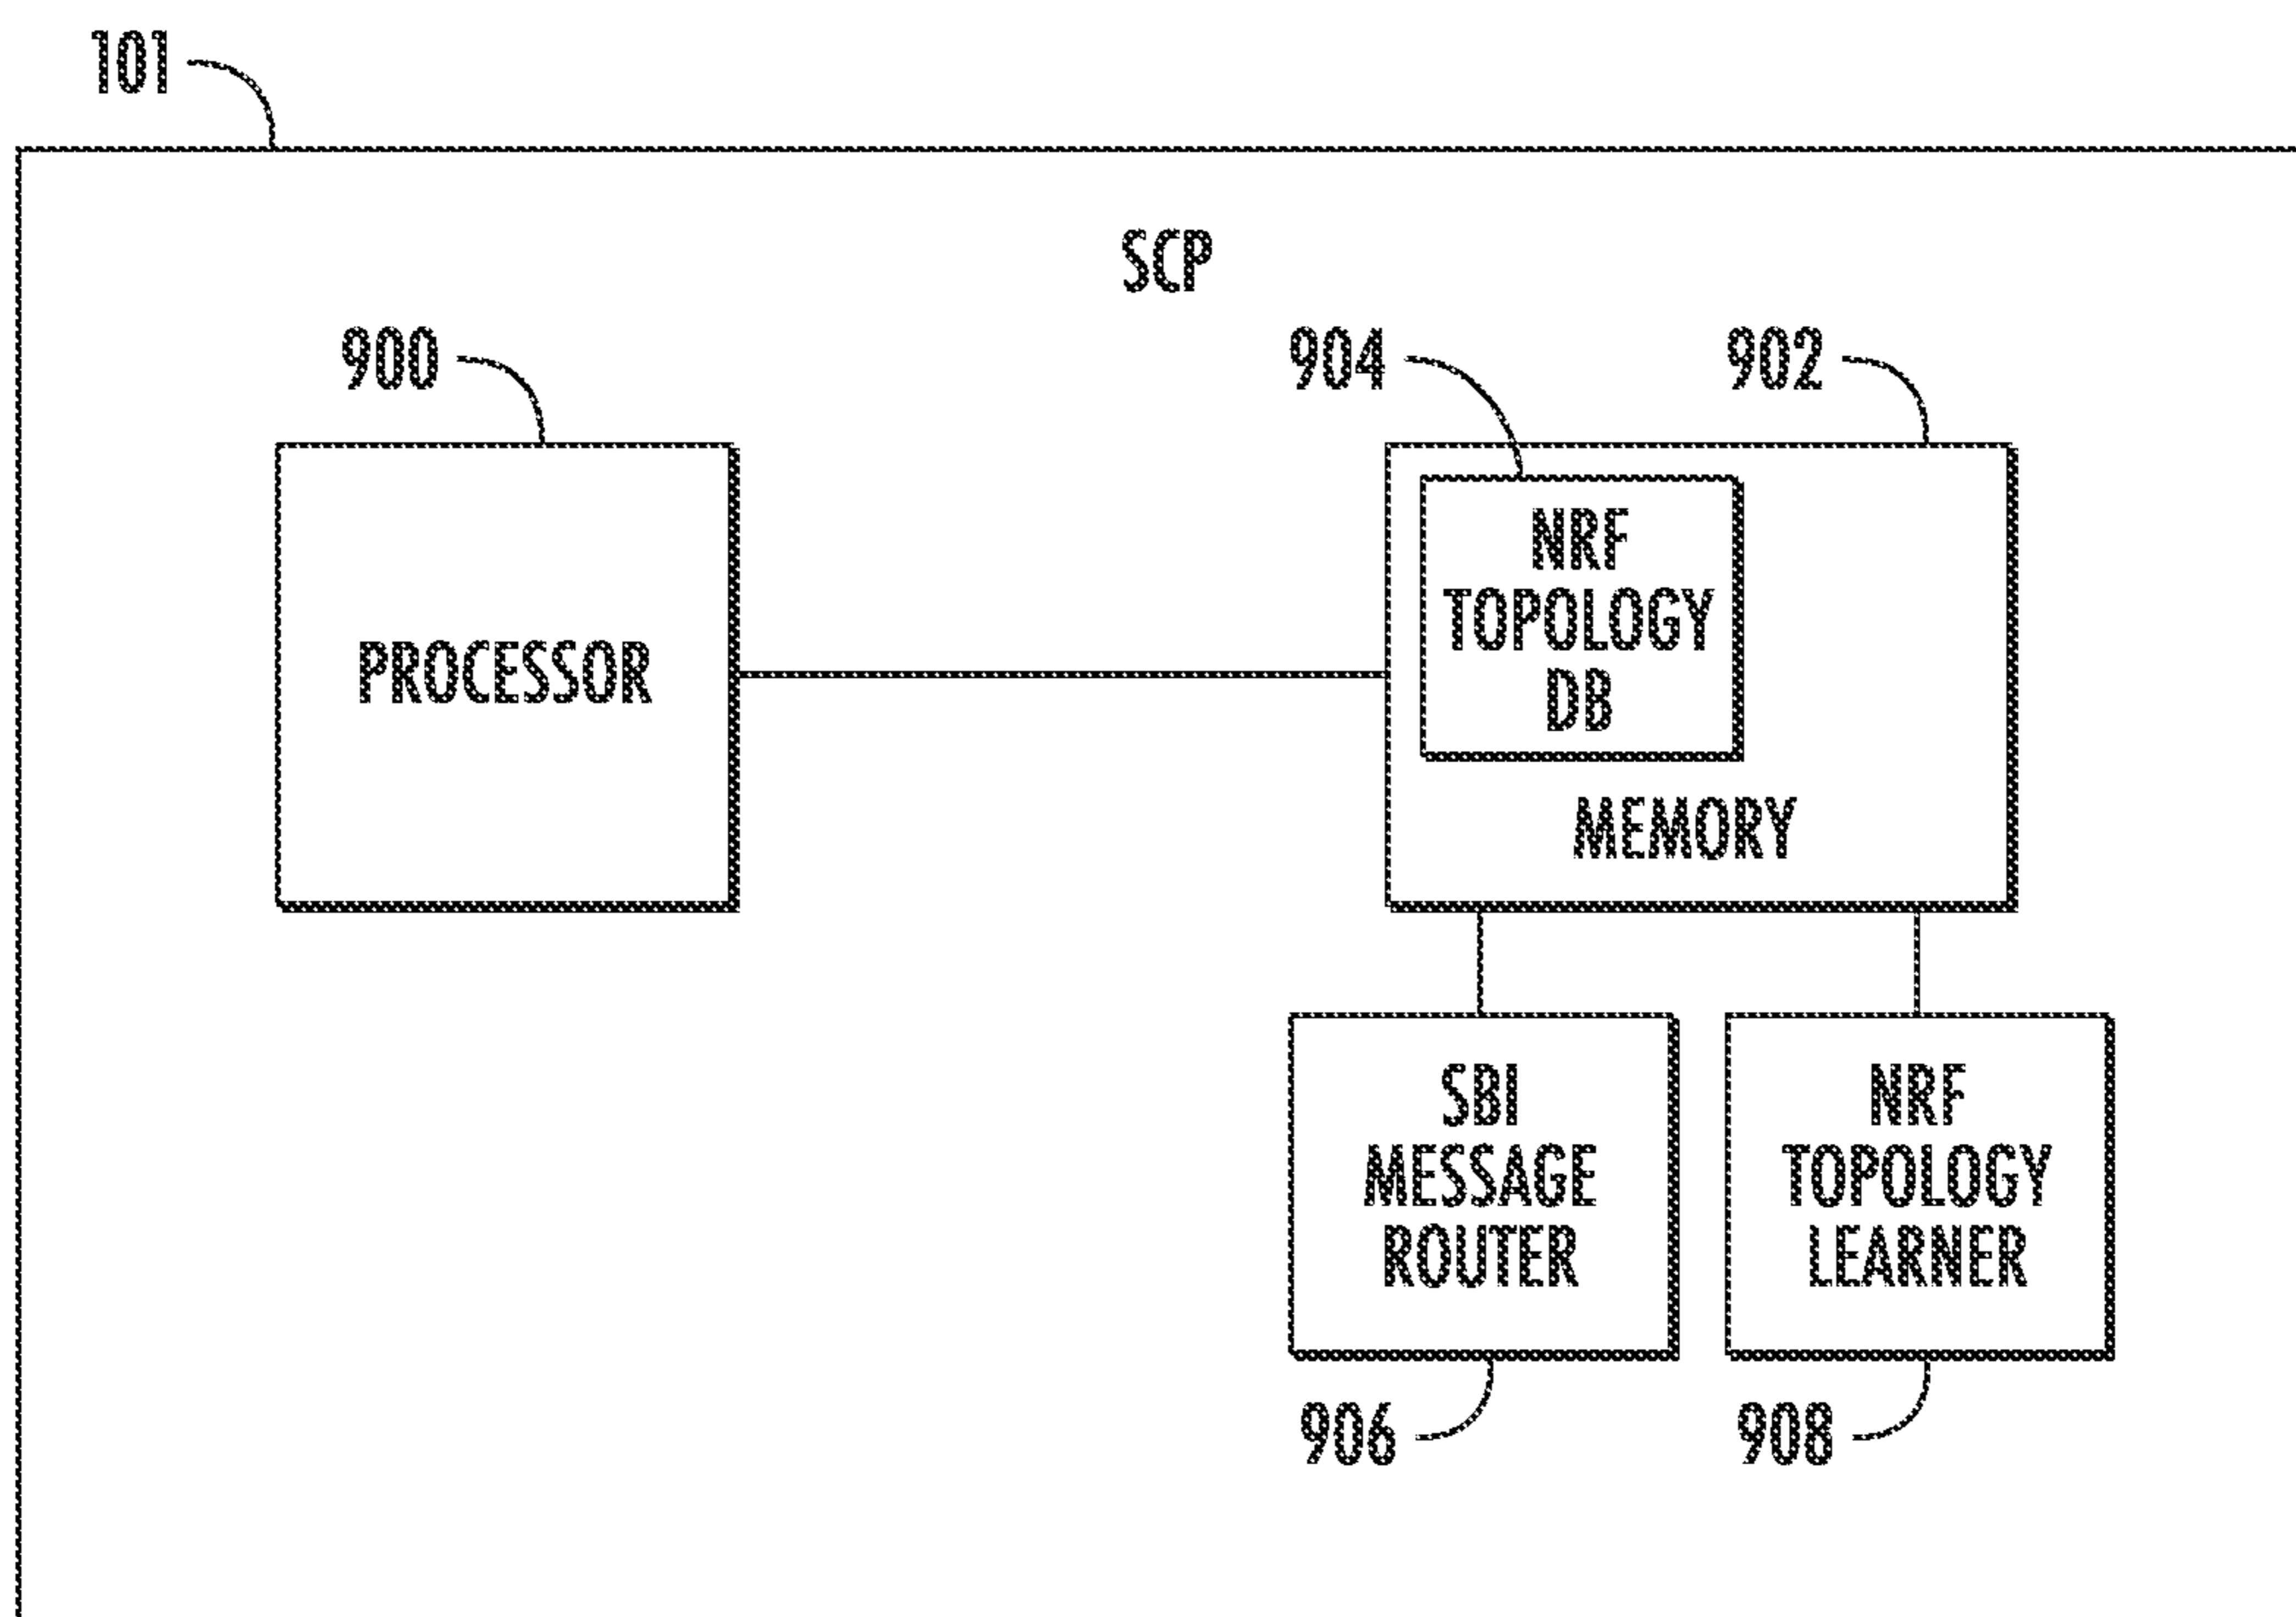 101
SCP
900
904
902
NRF
TOPOLOGY
DB
PROCESSOR
MEMORY
SBI
MESSAGE
ROUTER
NRF
TOPOLOGY
LEARNER
906
908